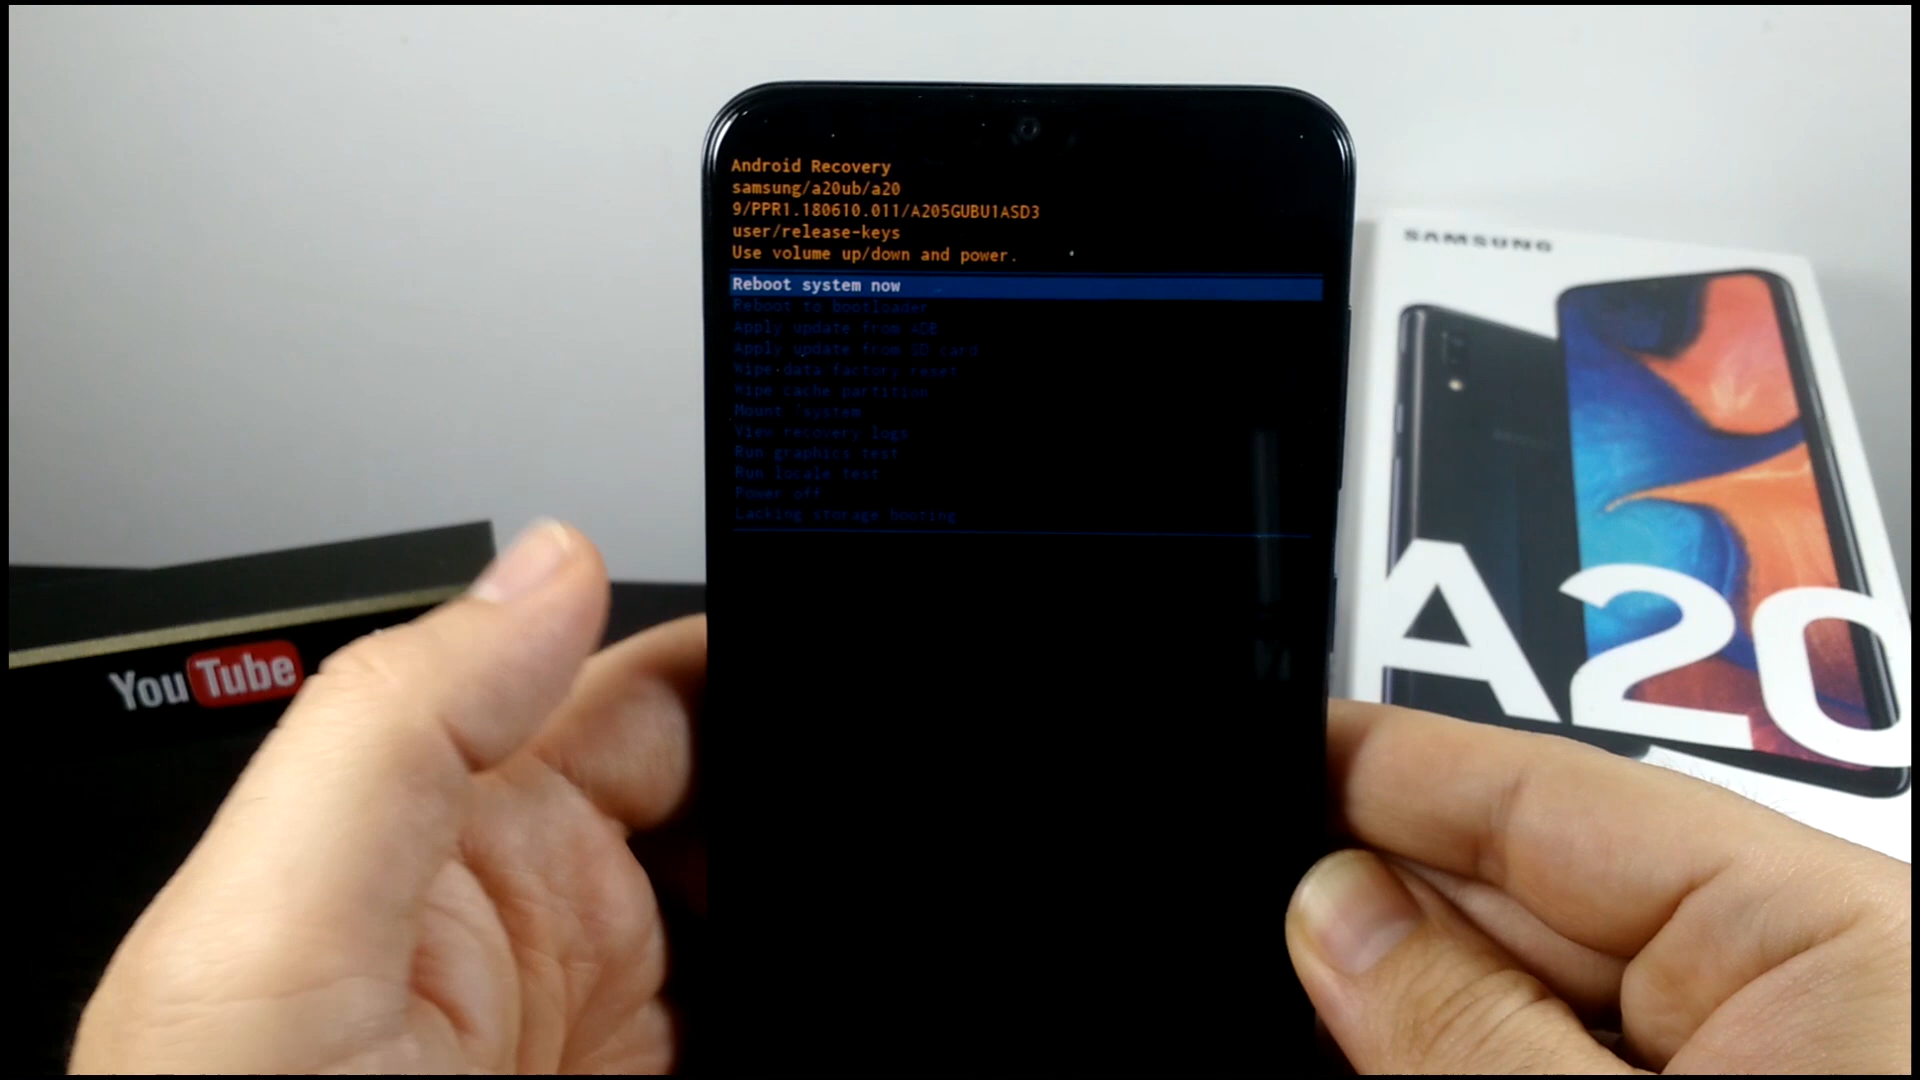 Android Recovery
samsung/a20ub/a20
9/PPR1.180610.011/A205GUBU1ASD3
user/release-keys
Use volume up/down and power.
Reboot system now
Reboot to bootloader
Apply update from ADB
Apply update from SD card
Wipe data/factory reset
Wipe cache partition
Mount /system
View recovery logs
Run graphics test
Run locale test
Power off
Lacking storage booting
SAMSUNG
A20
YouTube